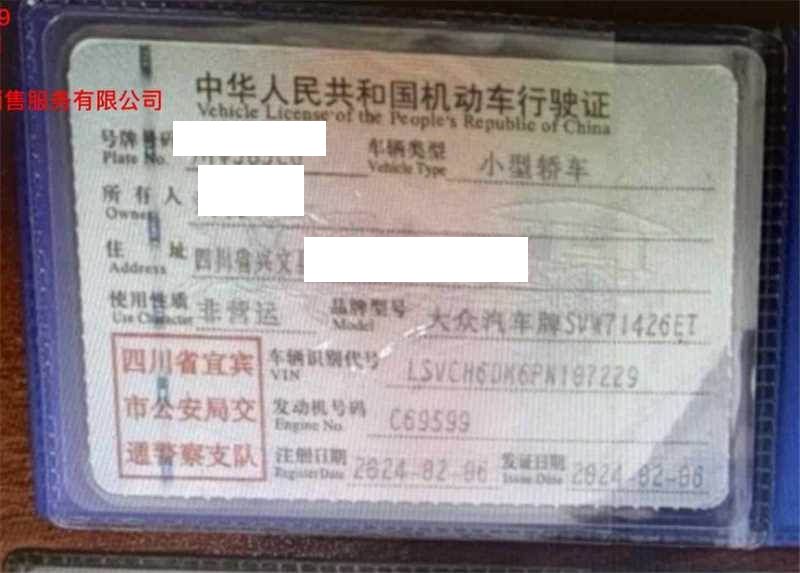 9
售服务有限公司
中华人民共和国机动车行驶证
Vehicle License of the People's Republic of China
号牌号码 车辆类型 小型轿车
Plate No. Vehicle Type
所有人
Owner
住址 四川省兴文
Address
使用性质 非营运 品牌型号 大众汽车牌SVW71426ET
Use Character Model
四川省宜宾 车辆识别代号 LSVCH6DM6PN187229
VIN
市公安局交 发动机号码 C69599
Engine No.
通警察支队 注册日期 2024-02-06 发证日期 2024-02-06
Register Date Issue Date